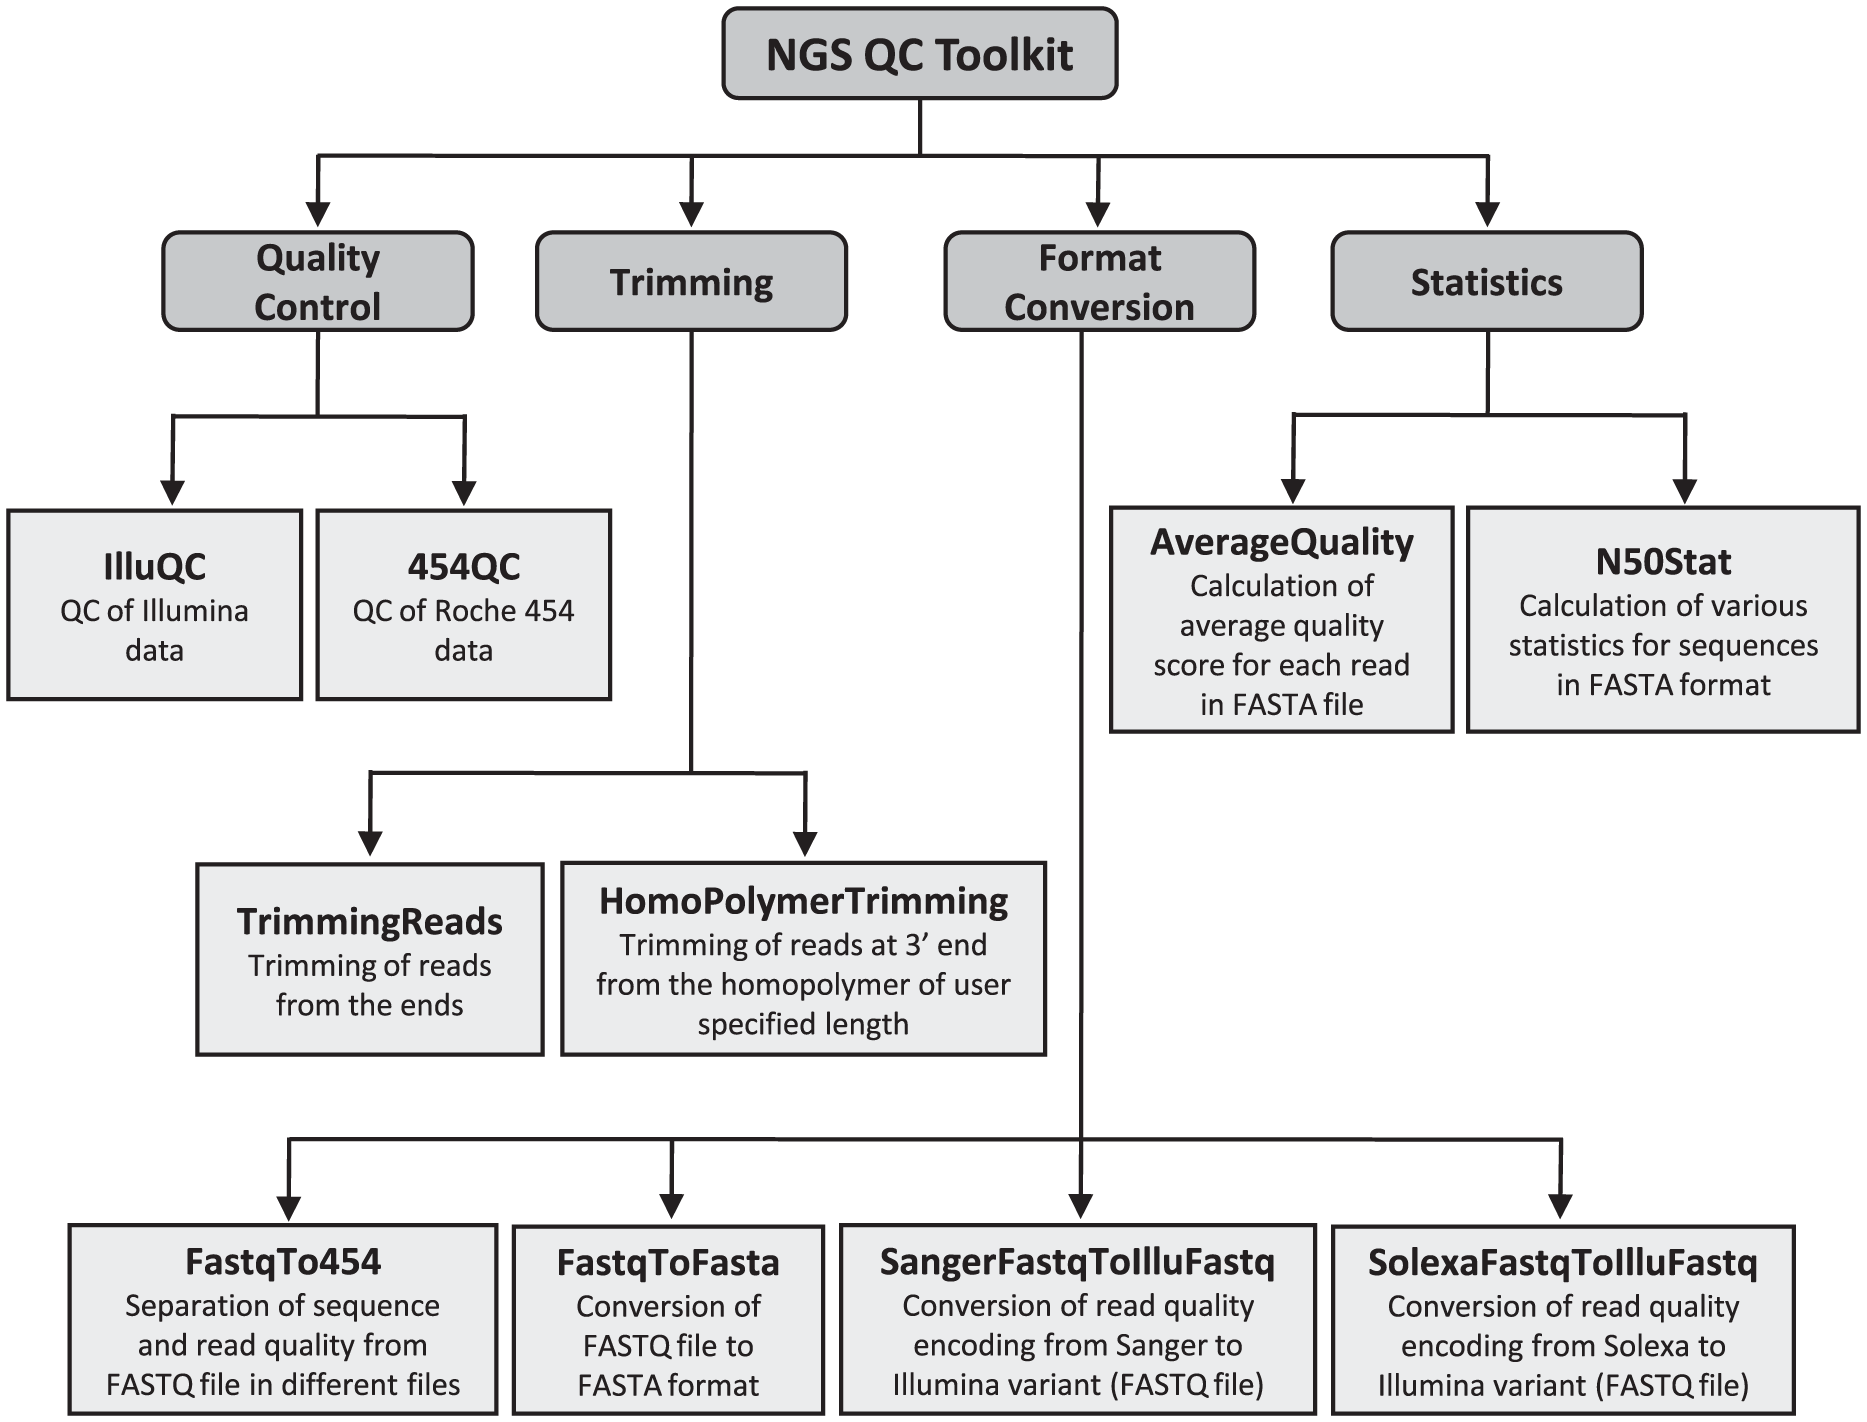 NGS QC Toolkit
Quality
Control
Trimming
Format
Conversion
Statistics
IlluQC
QC of Illumina
data
454QC
QC of Roche 454
data
AverageQuality
Calculation of
average quality
score for each read
in FASTA file
N50Stat
Calculation of various
statistics for sequences
in FASTA format
TrimmingReads
Trimming of reads
from the ends
HomoPolymerTrimming
Trimming of reads at 3’ end
from the homopolymer of user
specified length
FastqTo454
Separation of sequence
and read quality from
FASTQ file in different files
FastqToFasta
Conversion of
FASTQ file to
FASTA format
SangerFastqToIlluFastq
Conversion of read quality
encoding from Sanger to
Illumina variant (FASTQ file)
SolexaFastqToIlluFastq
Conversion of read quality
encoding from Solexa to
Illumina variant (FASTQ file)